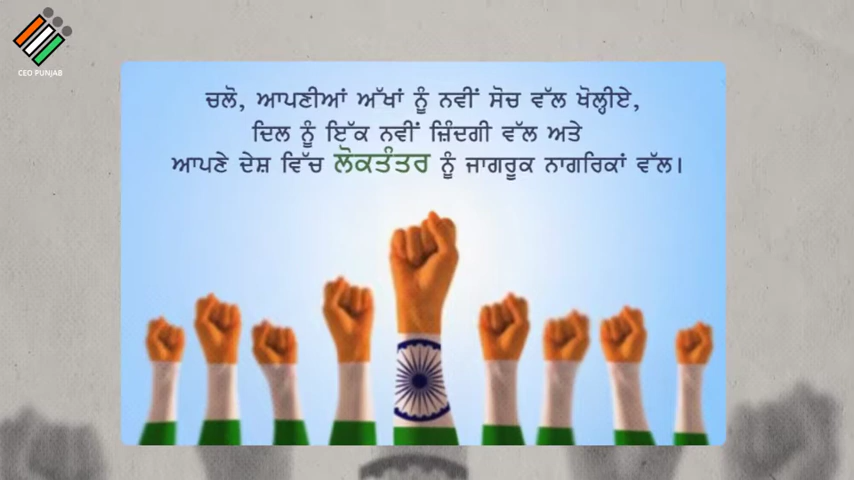 CEO PUNJAB
ਚਲੋ, ਆਪਣੀਆਂ ਅੱਖਾਂ ਨੂੰ ਨਵੀਂ ਸੋਚ ਵੱਲ ਖੋਲ੍ਹੀਏ,
ਦਿਲ ਨੂੰ ਇੱਕ ਨਵੀਂ ਜ਼ਿੰਦਗੀ ਵੱਲ ਅਤੇ
ਆਪਣੇ ਦੇਸ਼ ਵਿੱਚ ਲੋਕਤੰਤਰ ਨੂੰ ਜਾਗਰੂਕ ਨਾਗਰਿਕਾਂ ਵੱਲ।